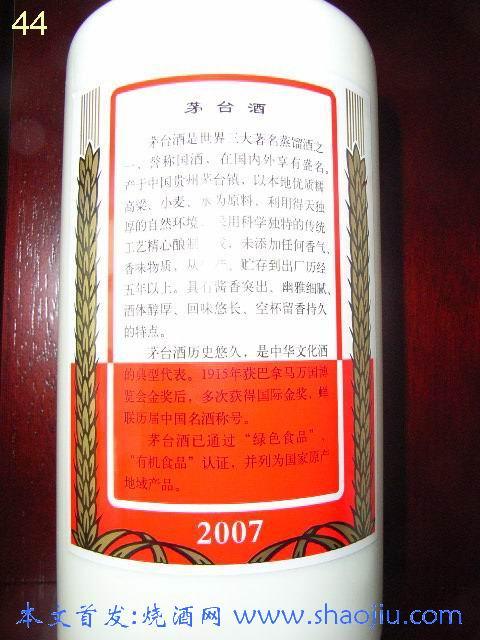 44
茅台酒
茅台酒是世界三大著名蒸馏酒之
一、誉称国酒，在国内外享有盛名。
产于中国贵州茅台镇，以本地优质糯
高粱、小麦、水为原料，利用得天独
厚的自然环境，采用科学独特的传统
工艺精心酿制，未添加任何香气、
香味物质，从、贮存到出厂历经
五年以上。具有酱香突出、幽雅细腻、
酒体醇厚、回味悠长、空杯留香持久
的特点。
茅台酒历史悠久，是中华文化酒
的典型代表。1915年获巴拿马万国博
览会金奖后，多次获得国际金奖，蝉
联历届中国名酒称号。
茅台酒已通过“绿色食品”、
“有机食品”认证，并列为国家原产
地域产品。
2007
本文首发:烧酒网 www.shaojiu.com